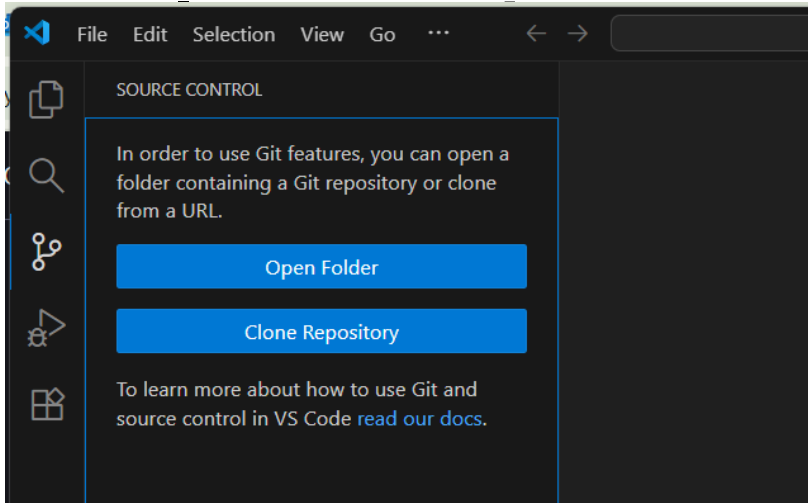 File Edit Selection View Go ...
SOURCE CONTROL
In order to use Git features, you can open a
folder containing a Git repository or clone
from a URL.
Open Folder
Clone Repository
To learn more about how to use Git and
source control in VS Code read our docs.